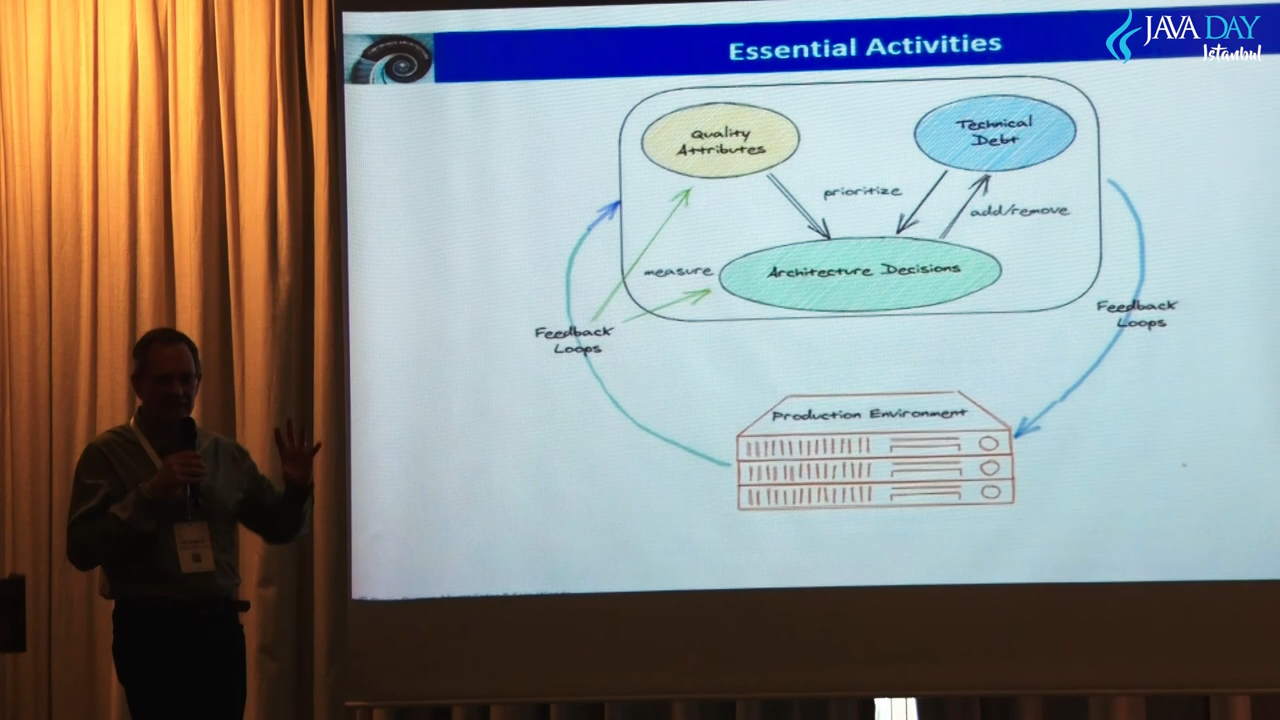 Essential Activities
JAVA DAY
Istanbul
Quality
Attributes
Technical
Debt
prioritize
add/remove
measure
Architecture Decisions
Feedback
Loops
Feedback
Loops
Production Environment